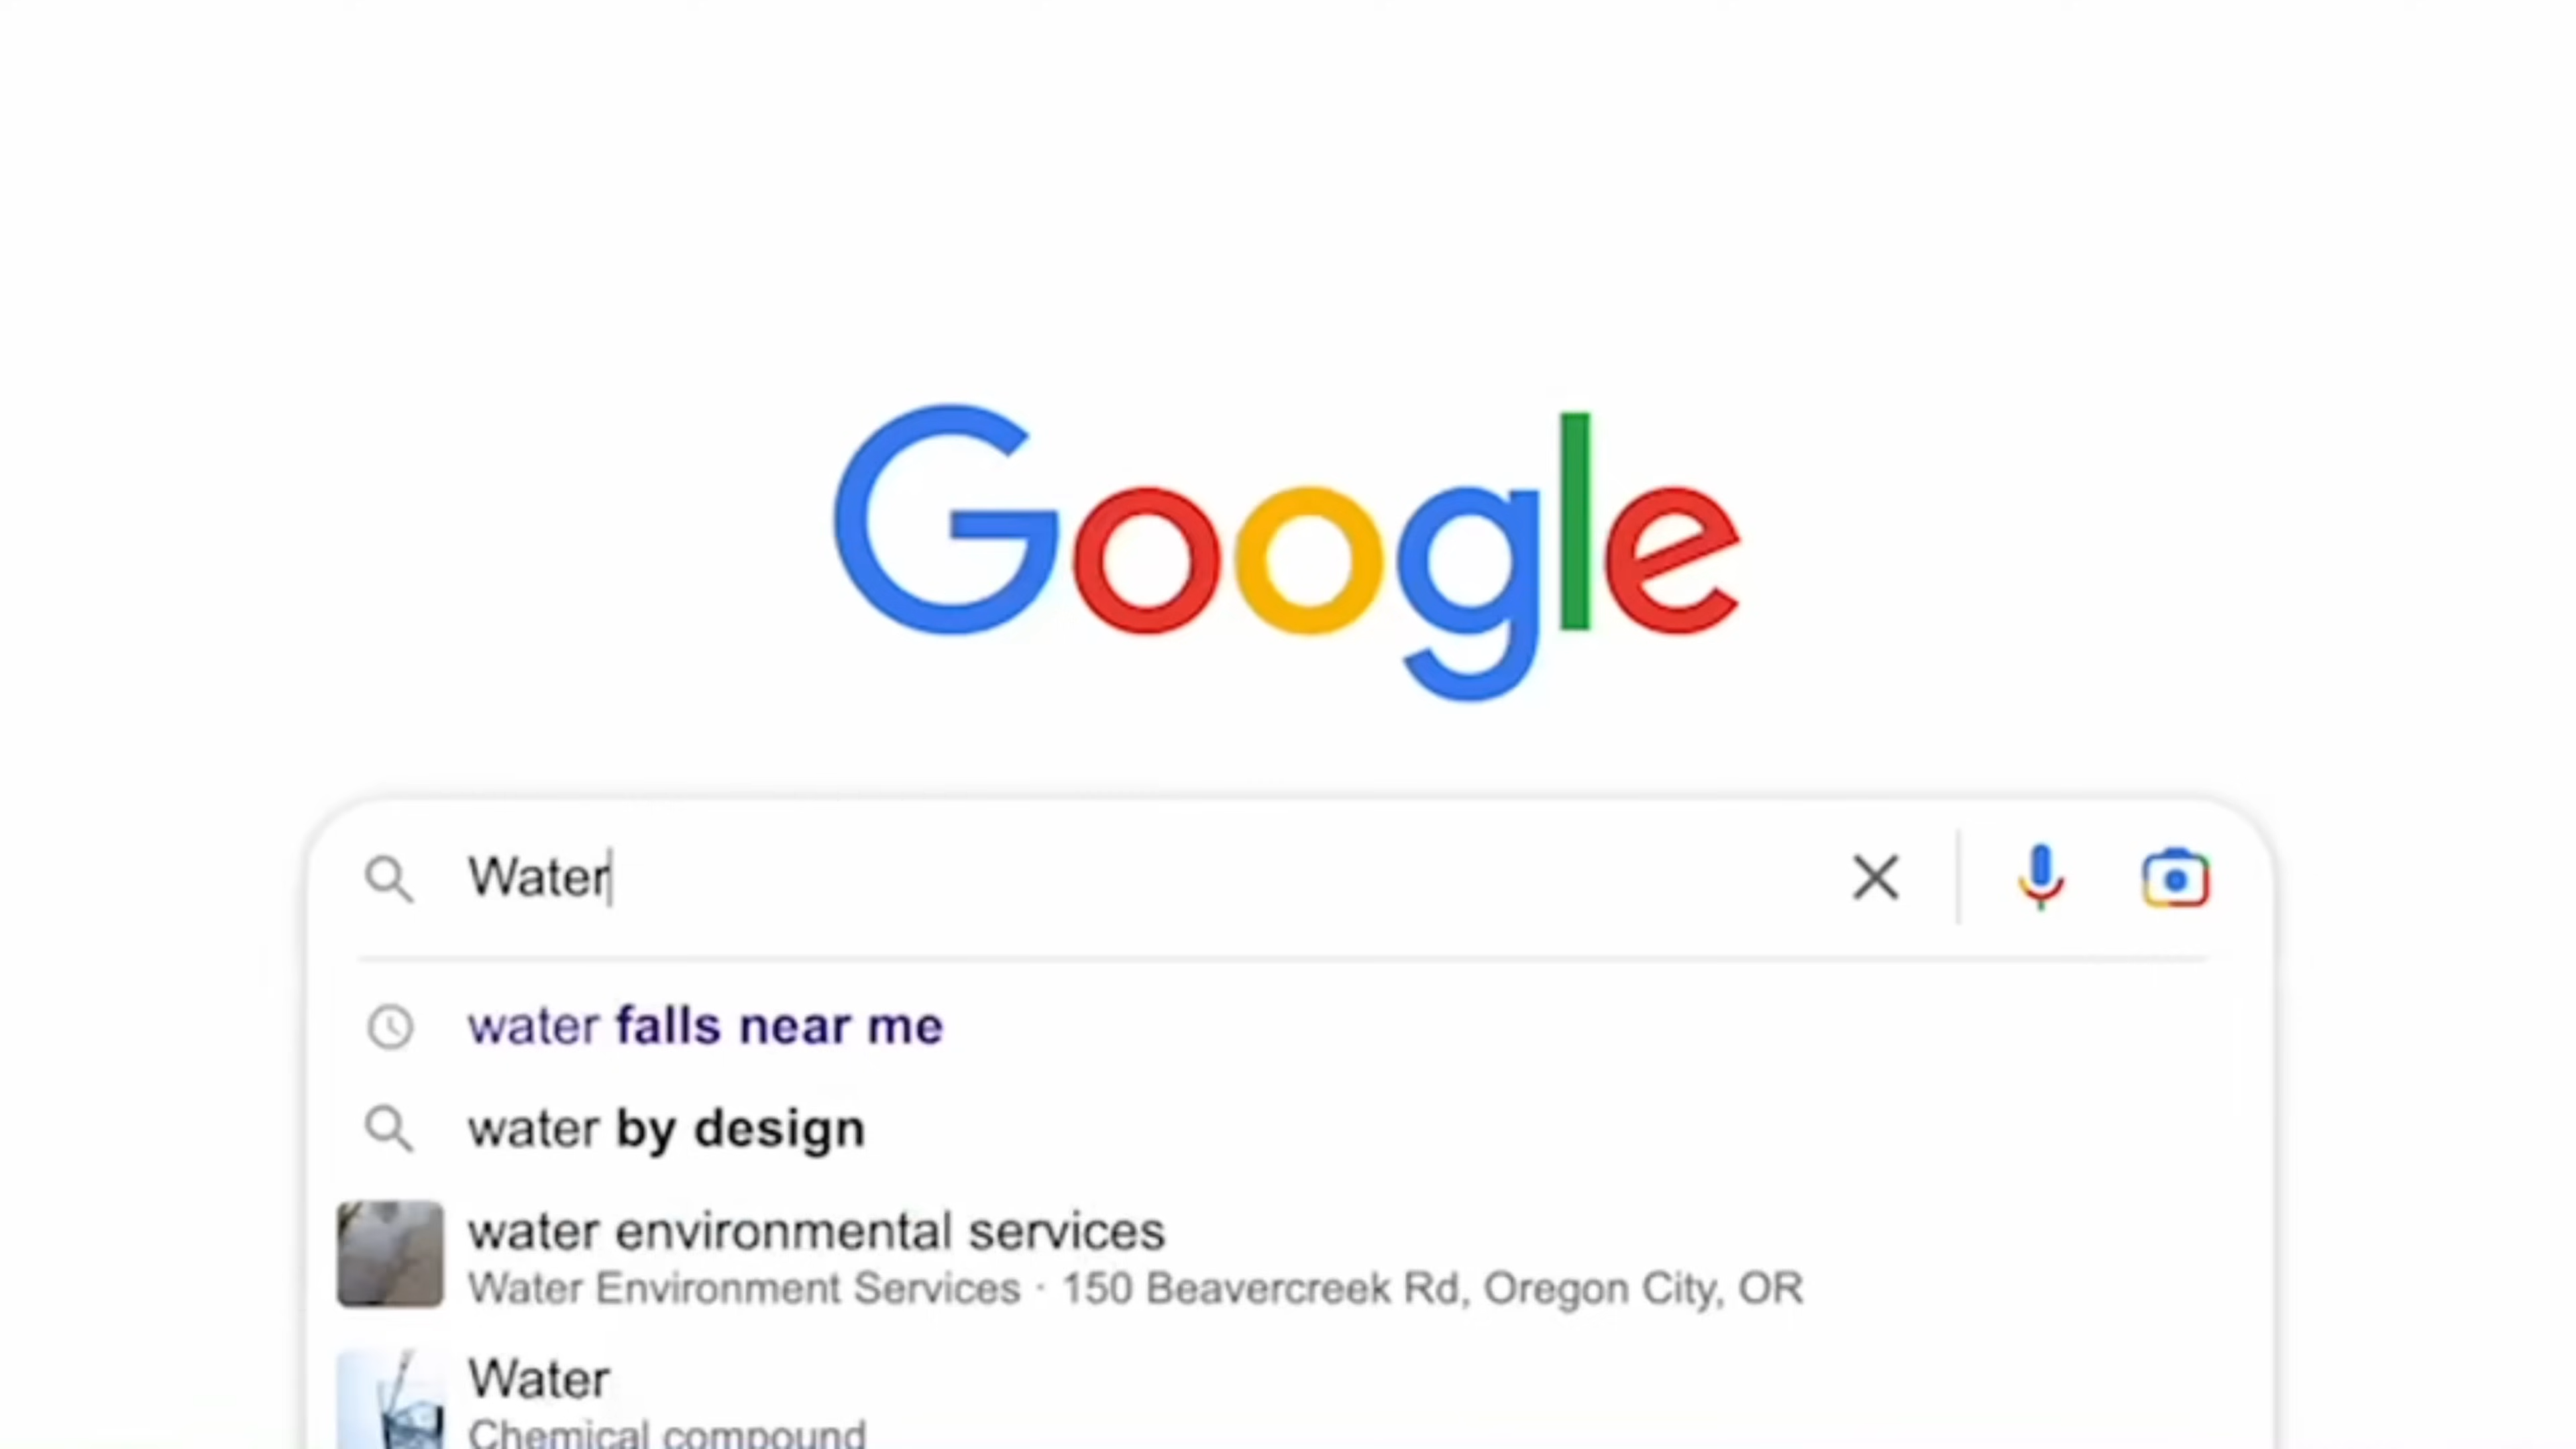 Google
Water
water falls near me
water by design
water environmental services
Water Environment Services · 150 Beavercreek Rd, Oregon City, OR
Water
Chemical compound